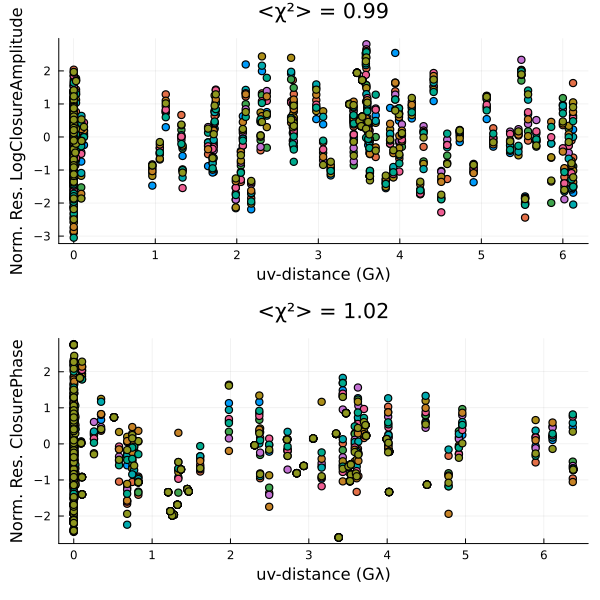 <χ²> = 0.99
Norm. Res. LogClosureAmplitude
2
1
0
−1
−2
−3
0 1 2 3 4 5 6
uv-distance (Gλ)
<χ²> = 1.02
Norm. Res. ClosurePhase
2
1
0
−1
−2
0 1 2 3 4 5 6
uv-distance (Gλ)